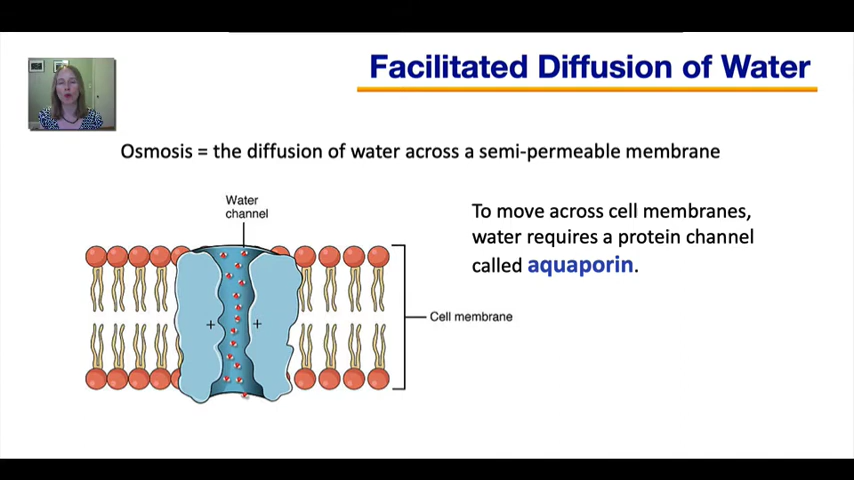 Facilitated Diffusion of Water
Osmosis = the diffusion of water across a semi-permeable membrane
Water
channel
To move across cell membranes,
water requires a protein channel
called aquaporin.
+ +
Cell membrane